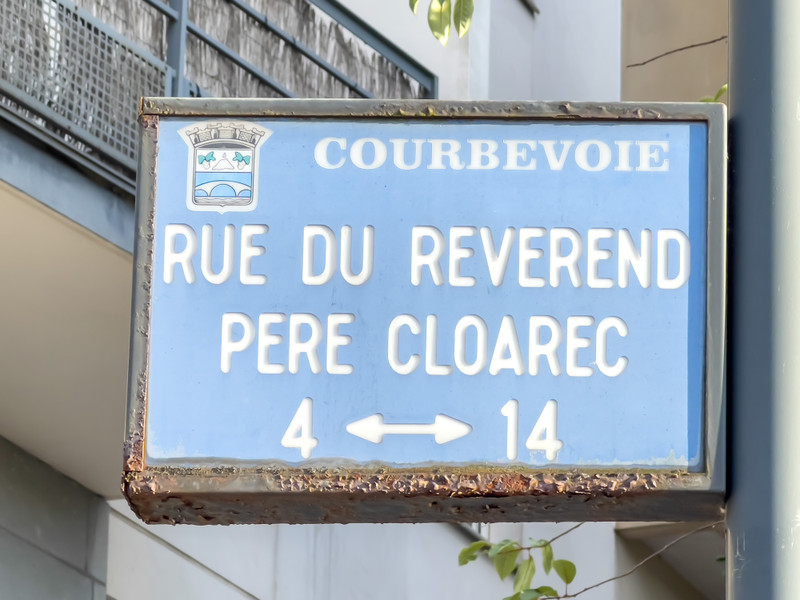 COURBEVOIE
RUE DU REVEREND
PERE CLOAREC
4 ↔ 14